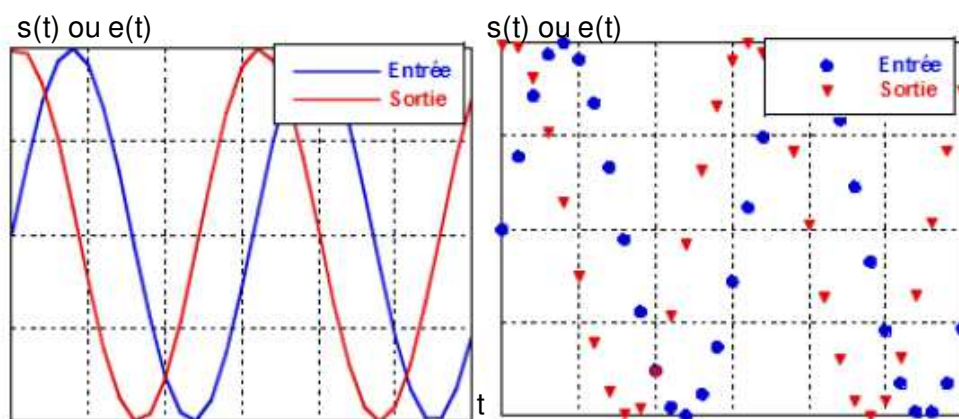 s(t) ou e(t)
Entrée
Sortie
t
s(t) ou e(t)
Entrée
Sortie